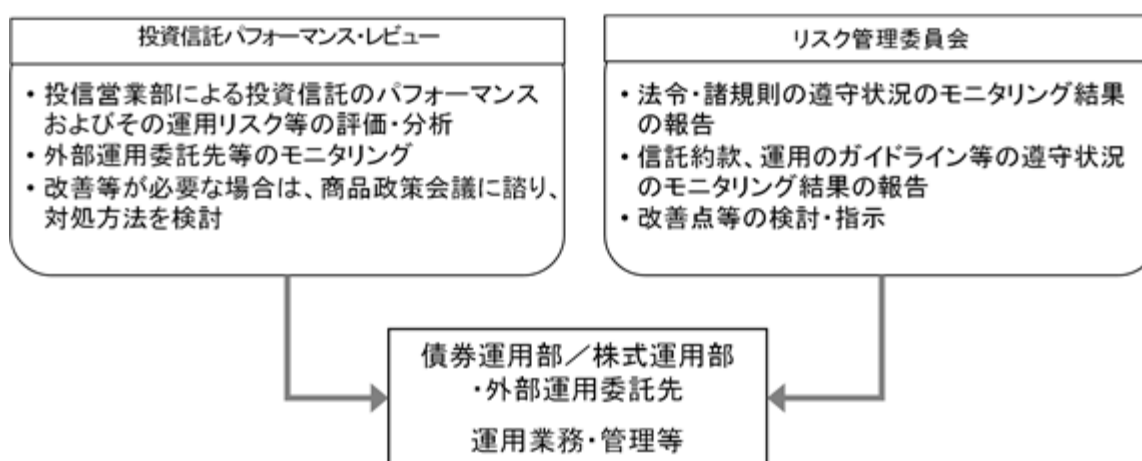 投資信託パフォーマンス・レビュー
・投信営業部による投資信託のパフォーマンス
およびその運用リスク等の評価・分析
・外部運用委託先等のモニタリング
・改善等が必要な場合は、商品政策会議に諮り、
対処方法を検討
リスク管理委員会
・法令・諸規則の遵守状況のモニタリング結果
の報告
・信託約款、運用のガイドライン等の遵守状況
のモニタリング結果の報告
・改善点等の検討・指示
債券運用部／株式運用部
・外部運用委託先
運用業務・管理等